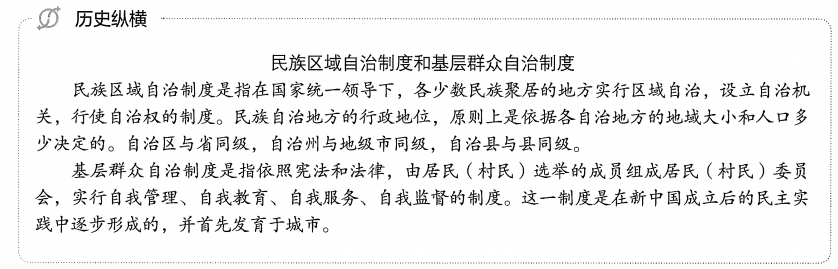 历史纵横
民族区域自治制度和基层群众自治制度
民族区域自治制度是指在国家统一领导下，各少数民族聚居的地方实行区域自治，设立自治机
关，行使自治权的制度。民族自治地方的行政地位，原则上是依据各自治地方的地域大小和人口多
少决定的。自治区与省同级，自治州与地级市同级，自治县与县同级。
基层群众自治制度是指依照宪法和法律，由居民（村民）选举的成员组成居民（村民）委员
会，实行自我管理、自我教育、自我服务、自我监督的制度。这一制度是在新中国成立后的民主实
践中逐步形成的，并首先发育于城市。